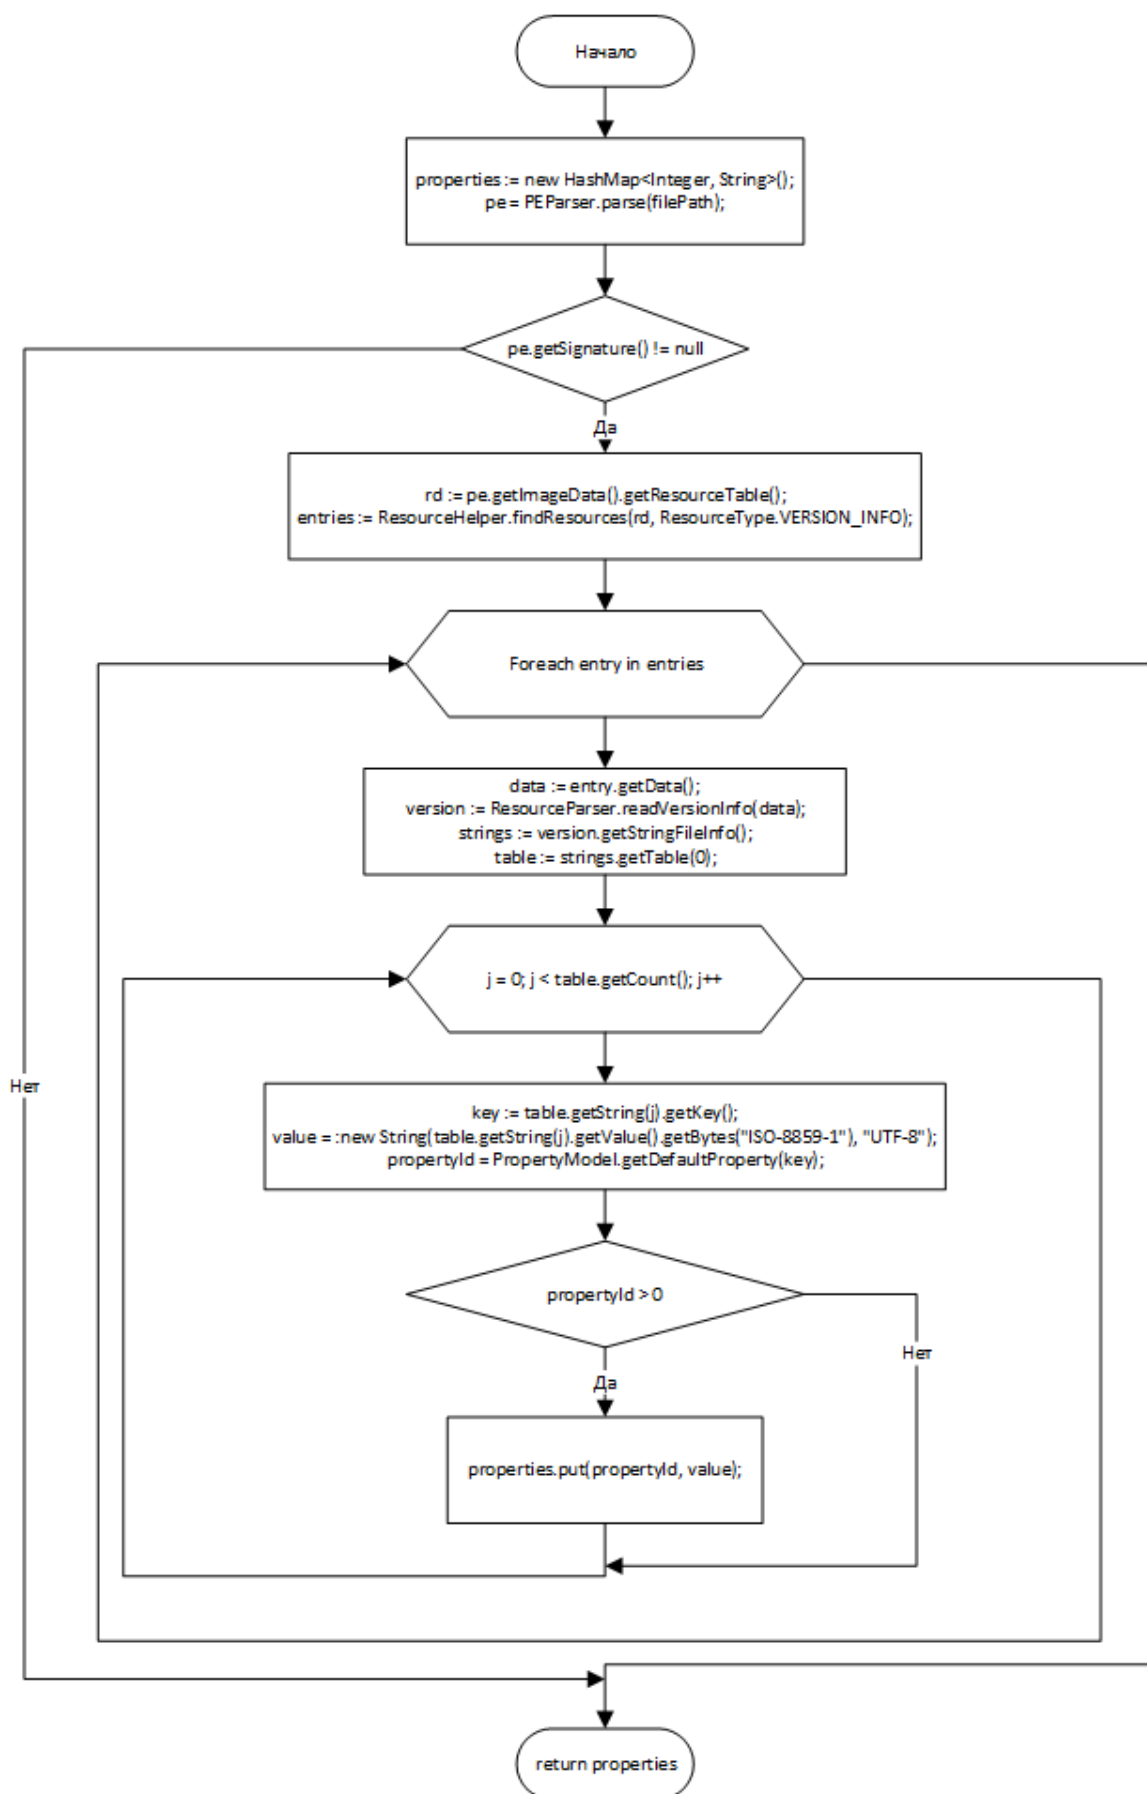 Начало
properties := new HashMap<Integer, String>();
pe = PEParser.parse(filePath);
pe.getSignature() != null
Да
rd := pe.getImageData().getResourceTable();
entries := ResourceHelper.findResources(rd, ResourceType.VERSION_INFO);
Foreach entry in entries
data := entry.getData();
version := ResourceParser.readVersionInfo(data);
strings := version.getStringFileInfo();
table := strings.getTable(0);
j = 0; j < table.getCount(); j++
Нет
key := table.getString(j).getKey();
value = :new String(table.getString(j).getValue().getBytes("ISO-8859-1"), "UTF-8");
propertyId = PropertyModel.getDefaultProperty(key);
propertyId > 0
Нет
Да
properties.put(propertyId, value);
return properties